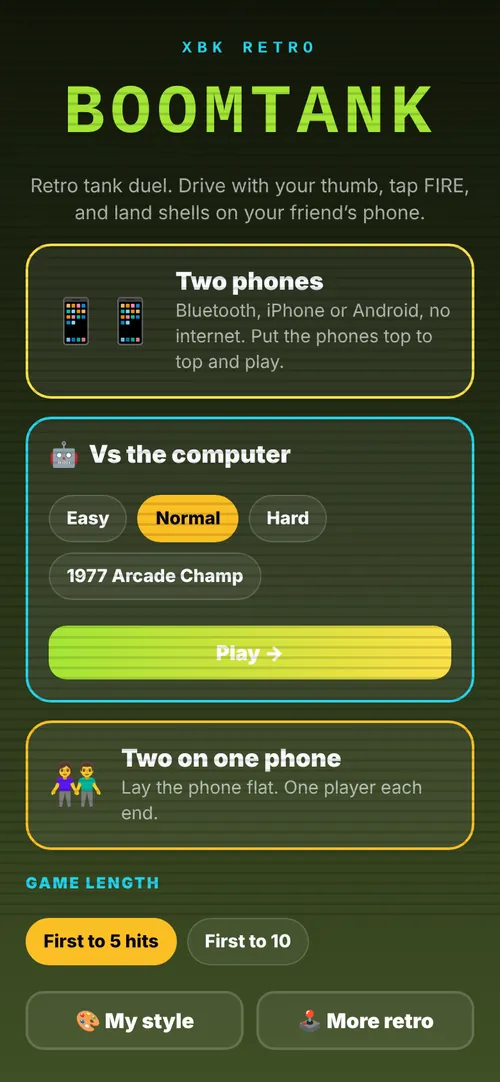 XBK RETRO
BOOMTANK
Retro tank duel. Drive with your thumb, tap FIRE,
and land shells on your friend’s phone.
Two phones
Bluetooth, iPhone or Android, no
internet. Put the phones top to
top and play.
Vs the computer
Easy Normal Hard
1977 Arcade Champ
Play →
Two on one phone
Lay the phone flat. One player each
end.
GAME LENGTH
First to 5 hits First to 10
My style More retro